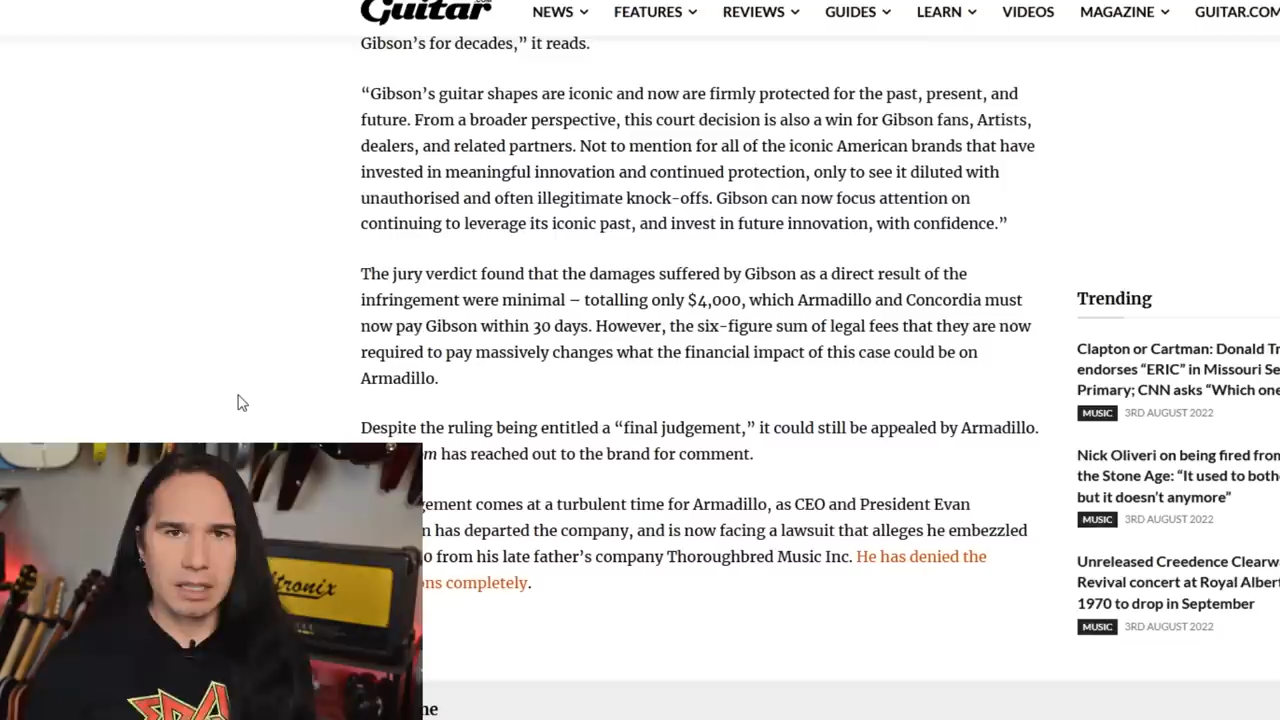 Guitar
NEWS FEATURES REVIEWS GUIDES LEARN VIDEOS MAGAZINE GUITAR.COM
Gibson’s for decades,” it reads.
“Gibson’s guitar shapes are iconic and now are firmly protected for the past, present, and
future. From a broader perspective, this court decision is also a win for Gibson fans, Artists,
dealers, and related partners. Not to mention for all of the iconic American brands that have
invested in meaningful innovation and continued protection, only to see it diluted with
unauthorised and often illegitimate knock-offs. Gibson can now focus attention on
continuing to leverage its iconic past, and invest in future innovation, with confidence.”
The jury verdict found that the damages suffered by Gibson as a direct result of the
infringement were minimal – totalling only $4,000, which Armadillo and Concordia must
now pay Gibson within 30 days. However, the six-figure sum of legal fees that they are now
required to pay massively changes what the financial impact of this case could be on
Armadillo.
Despite the ruling being entitled a “final judgement,” it could still be appealed by Armadillo.
has reached out to the brand for comment.
comes at a turbulent time for Armadillo, as CEO and President Evan
has departed the company, and is now facing a lawsuit that alleges he embezzled
from his late father’s company Thoroughbred Music Inc. He has denied the
completely.
Trending
Clapton or Cartman: Donald
endorses “ERIC” in Missouri
Primary; CNN asks “Which
MUSIC 3RD AUGUST 2022
Nick Oliveri on being fired
the Stone Age: “It used to
but it doesn’t anymore”
MUSIC 3RD AUGUST 2022
Unreleased Creedence
Revival concert at Royal
1970 to drop in September
MUSIC 3RD AUGUST 2022